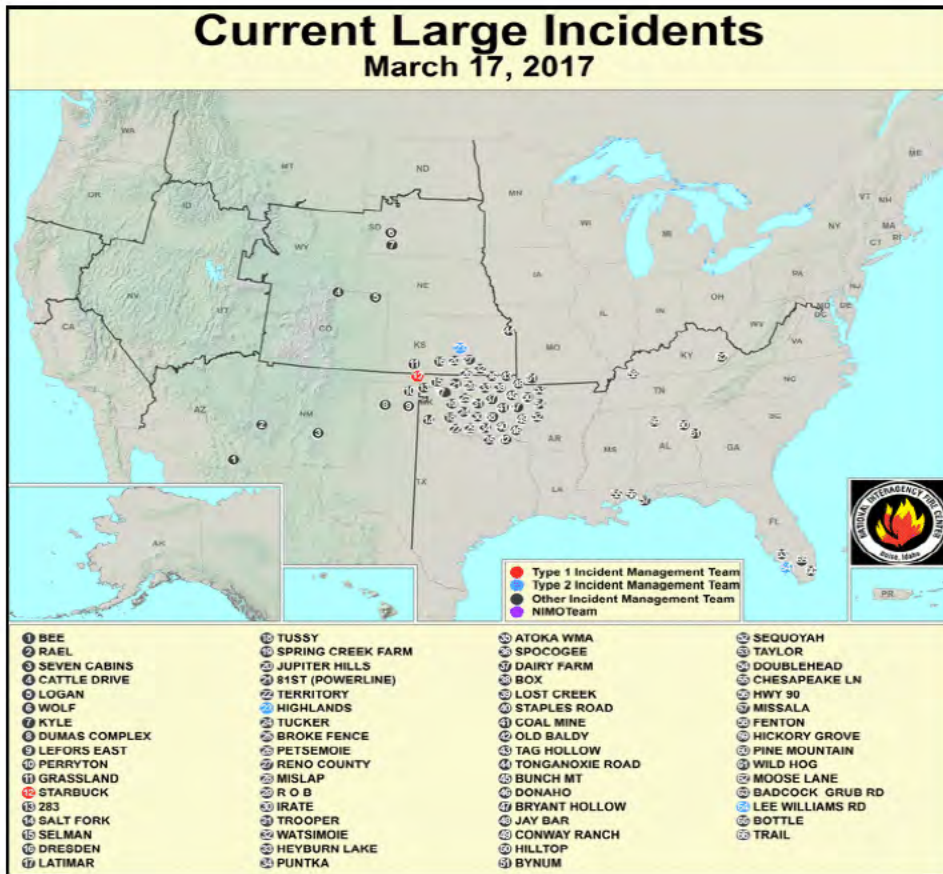 Current Large Incidents
March 17, 2017
WA
OR
CA
ID
NV
UT
AZ
MT
WY
CO
NM
ND
SD
NE
KS
TX
MN
IA
MO
AR
LA
WI
IL
MI
IN
OH
KY
TN
MS
AL
GA
FL
SC
NC
VA
WV
PA
NY
VT
NH
ME
MA
CT
RI
NJ
DE
MD
DC
AK
HI
PR
NATIONAL INTERAGENCY FIRE CENTER
Boise, Idaho
Type 1 Incident Management Team
Type 2 Incident Management Team
Other Incident Management Team
NIMOTeam
1 BEE
2 RAEL
3 SEVEN CABINS
4 CATTLE DRIVE
5 LOGAN
6 WOLF
7 KYLE
8 DUMAS COMPLEX
9 LEFORS EAST
10 PERRYTON
11 GRASSLAND
12 STARBUCK
13 283
14 SALT FORK
15 SELMAN
16 DRESDEN
17 LATIMAR
18 TUSSY
19 SPRING CREEK FARM
20 JUPITER HILLS
21 81ST (POWERLINE)
22 TERRITORY
23 HIGHLANDS
24 TUCKER
25 BROKE FENCE
26 PETSEMOIE
27 RENO COUNTY
28 MISLAP
29 R O B
30 IRATE
31 TROOPER
32 WATSIMOIE
33 HEYBURN LAKE
34 PUNTKA
35 ATOKA WMA
36 SPOCOGEE
37 DAIRY FARM
38 BOX
39 LOST CREEK
40 STAPLES ROAD
41 COAL MINE
42 OLD BALDY
43 TAG HOLLOW
44 TONGANOXIE ROAD
45 BUNCH MT
46 DONAHO
47 BRYANT HOLLOW
48 JAY BAR
49 CONWAY RANCH
50 HILLTOP
51 BYNUM
52 SEQUOYAH
53 TAYLOR
54 DOUBLEHEAD
55 CHESAPEAKE LN
56 HWY 90
57 MISSALA
58 FENTON
59 HICKORY GROVE
60 PINE MOUNTAIN
61 WILD HOG
62 MOOSE LANE
63 BADCOCK GRUB RD
64 LEE WILLIAMS RD
65 BOTTLE
66 TRAIL